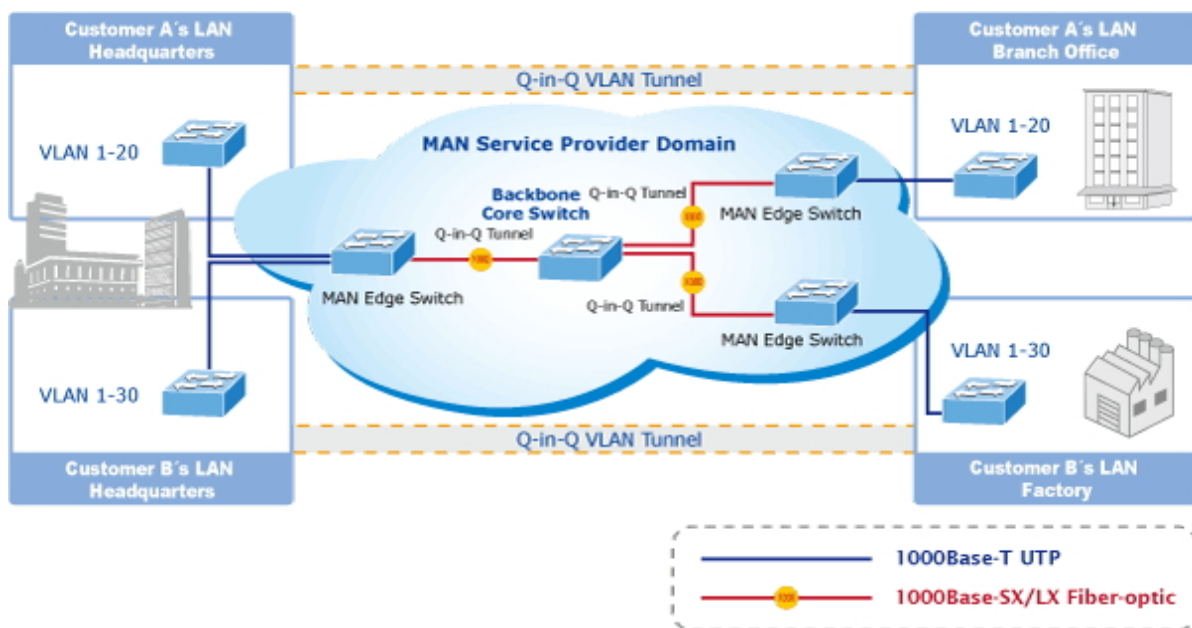 Customer A´s LAN
Headquarters
Customer A´s LAN
Branch Office
Q-in-Q VLAN Tunnel
VLAN 1-20
VLAN 1-20
MAN Service Provider Domain
Q-in-Q Tunnel
Backbone
Core Switch
MAN Edge Switch
Q-in-Q Tunnel
MAN Edge Switch
Q-in-Q Tunnel
MAN Edge Switch
VLAN 1-30
VLAN 1-30
Q-in-Q VLAN Tunnel
Customer B´s LAN
Headquarters
Customer B´s LAN
Factory
1000Base-T UTP
1000Base-SX/LX Fiber-optic